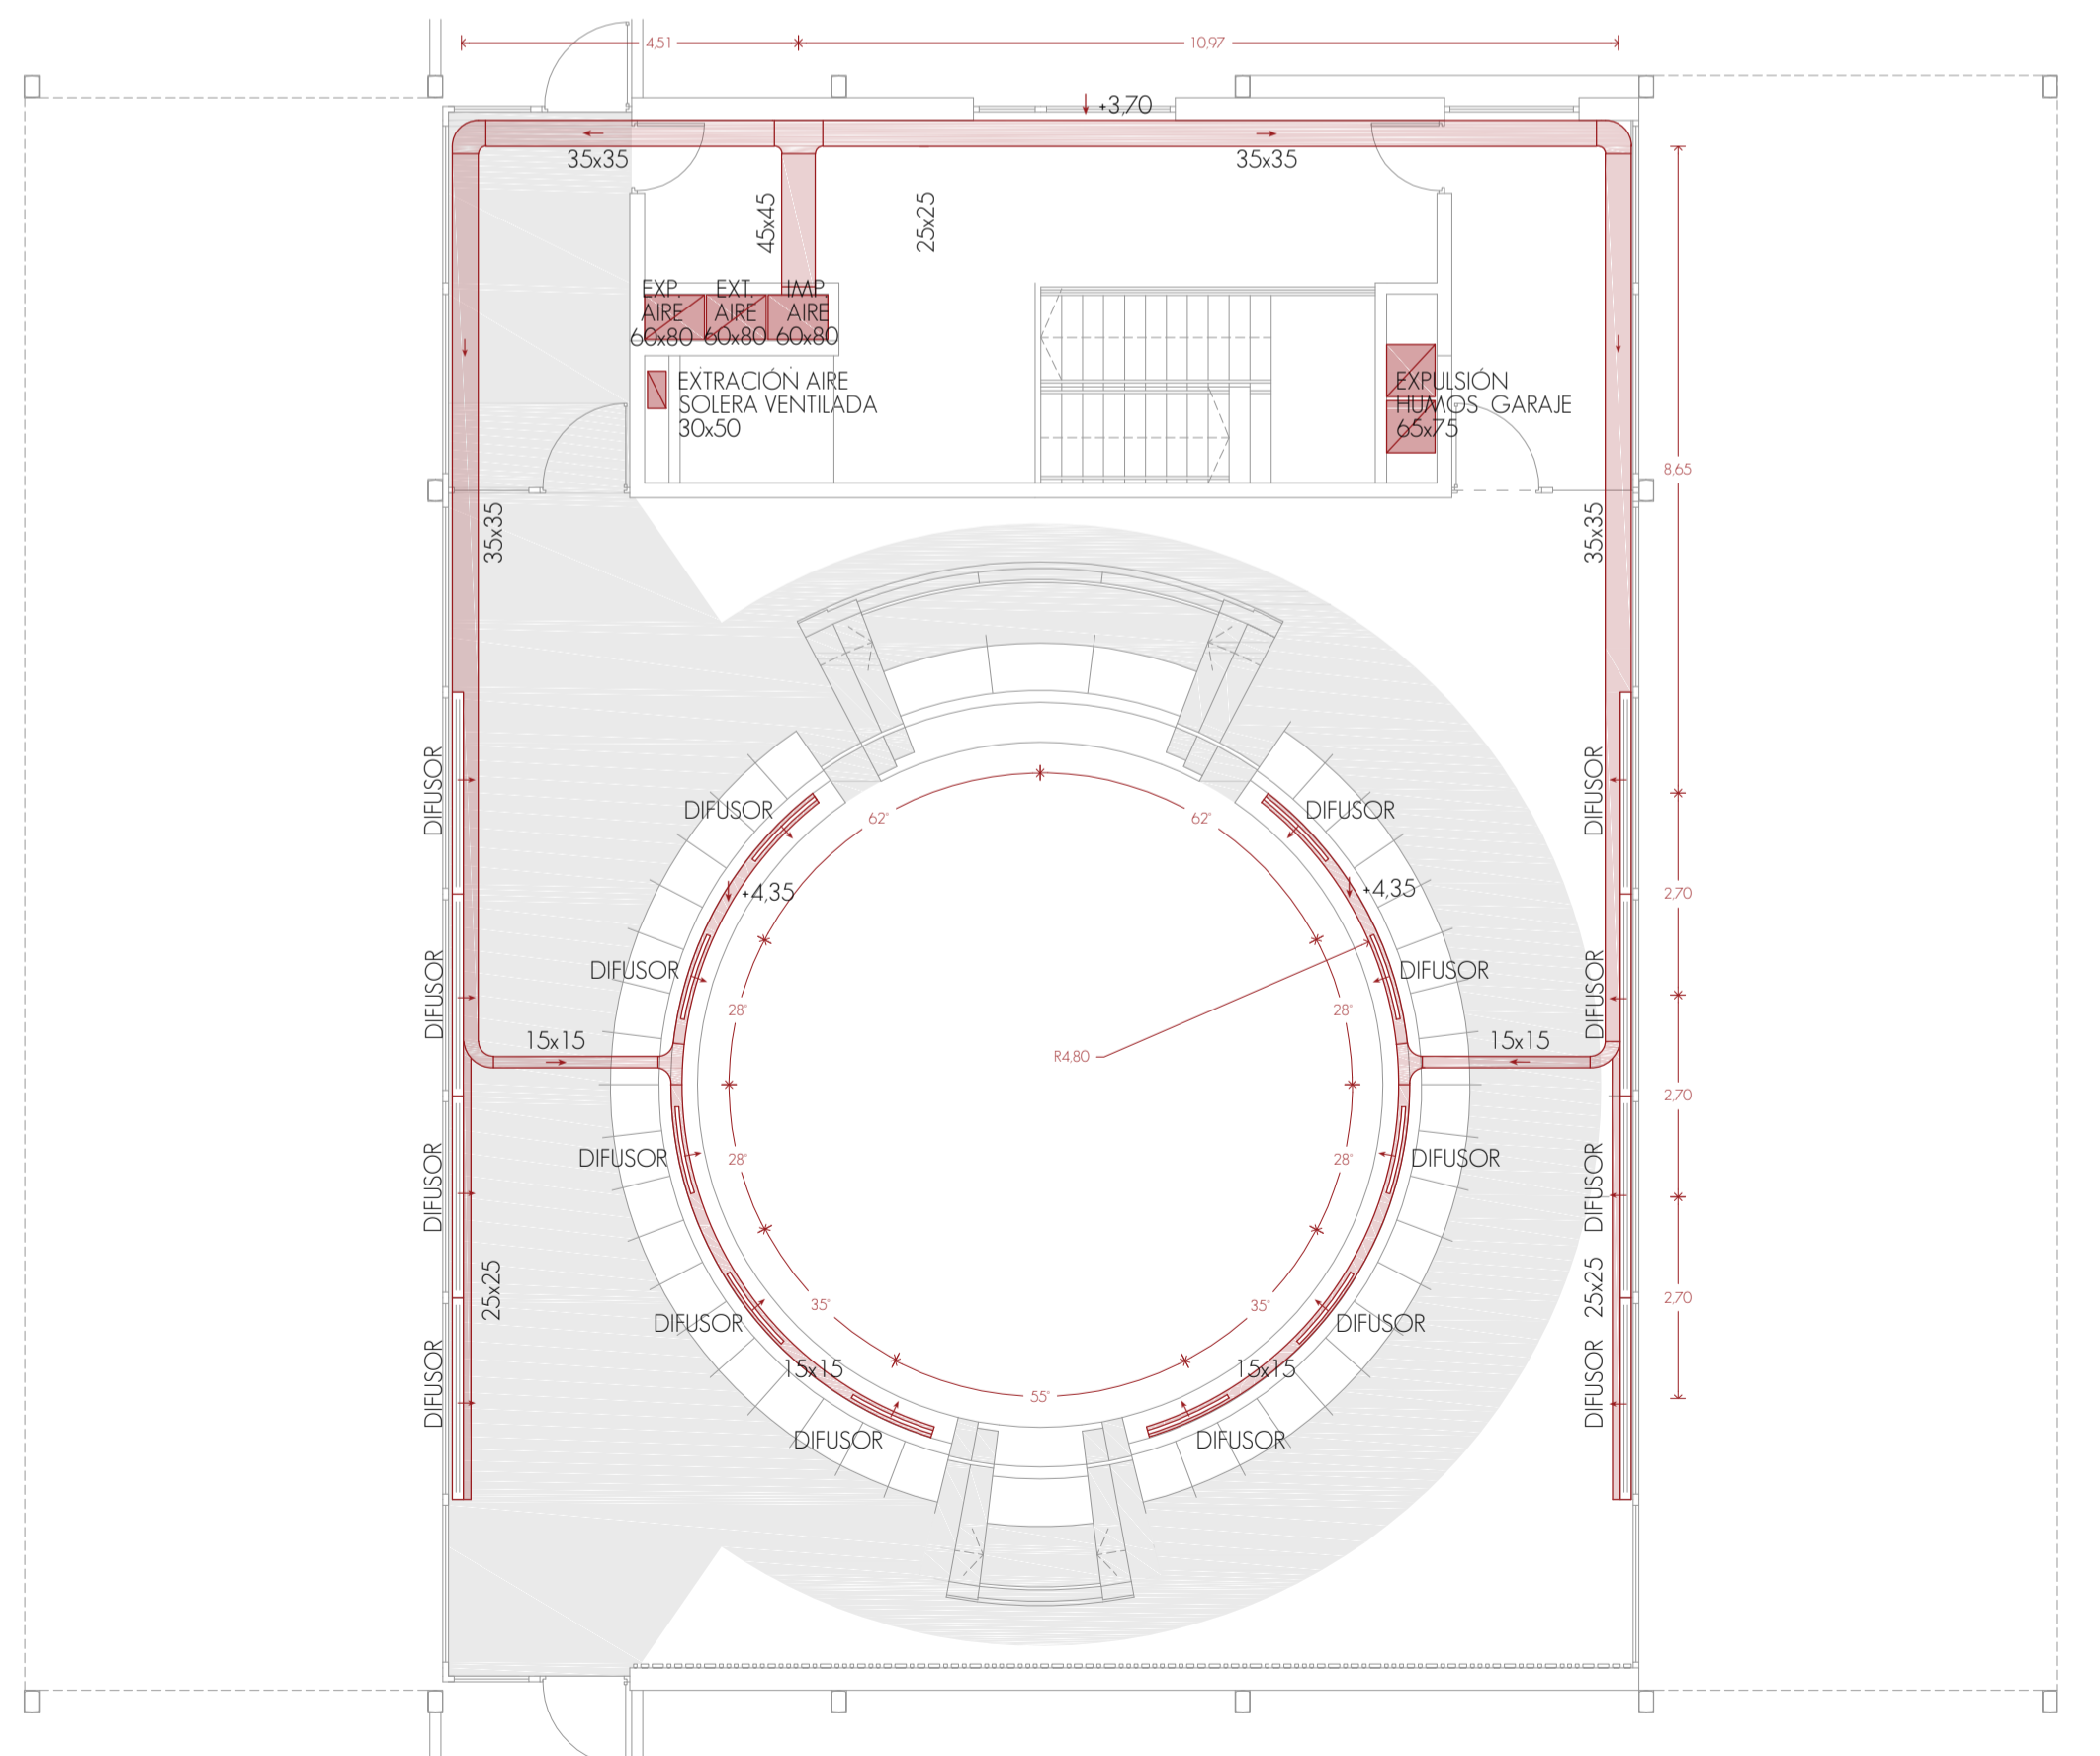 4,51
10,97
+3,70
35x35
35x35
45x45
25x25
EXP.
AIRE
60x80
EXT.
AIRE
60x80
IMP.
AIRE
60x80
EXTRACIÓN AIRE
SOLERA VENTILADA
30x50
EXPULSIÓN
HUMOS GARAJE
65x75
8,65
35x35
35x35
DIFUSOR
DIFUSOR
DIFUSOR
DIFUSOR
62°
62°
+4,35
+4,35
2,70
DIFUSOR
DIFUSOR
DIFUSOR
DIFUSOR
28°
28°
15x15
R4,80
15x15
2,70
DIFUSOR
DIFUSOR
DIFUSOR
DIFUSOR
28°
28°
25x25
25x25
2,70
35°
35°
DIFUSOR
DIFUSOR
DIFUSOR
DIFUSOR
15x15
15x15
55°
DIFUSOR
DIFUSOR